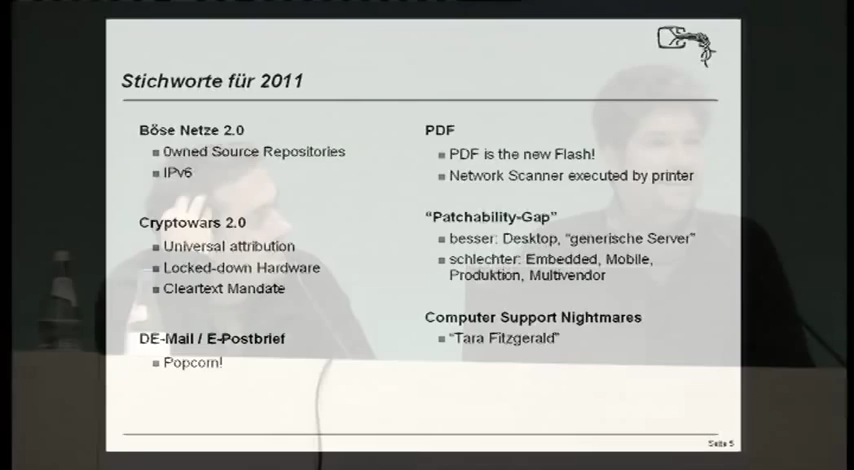 Stichworte für 2011
Böse Netze 2.0
0wned Source Repositories
IPv6
Cryptowars 2.0
Universal attribution
Locked-down Hardware
Cleartext Mandate
DE-Mail / E-Postbrief
Popcorn!
PDF
PDF is the new Flash!
Network Scanner executed by printer
“Patchability-Gap”
besser: Desktop, “generische Server”
schlechter: Embedded, Mobile,
Produktion, Multivendor
Computer Support Nightmares
“Tara Fitzgerald”
Seite 5